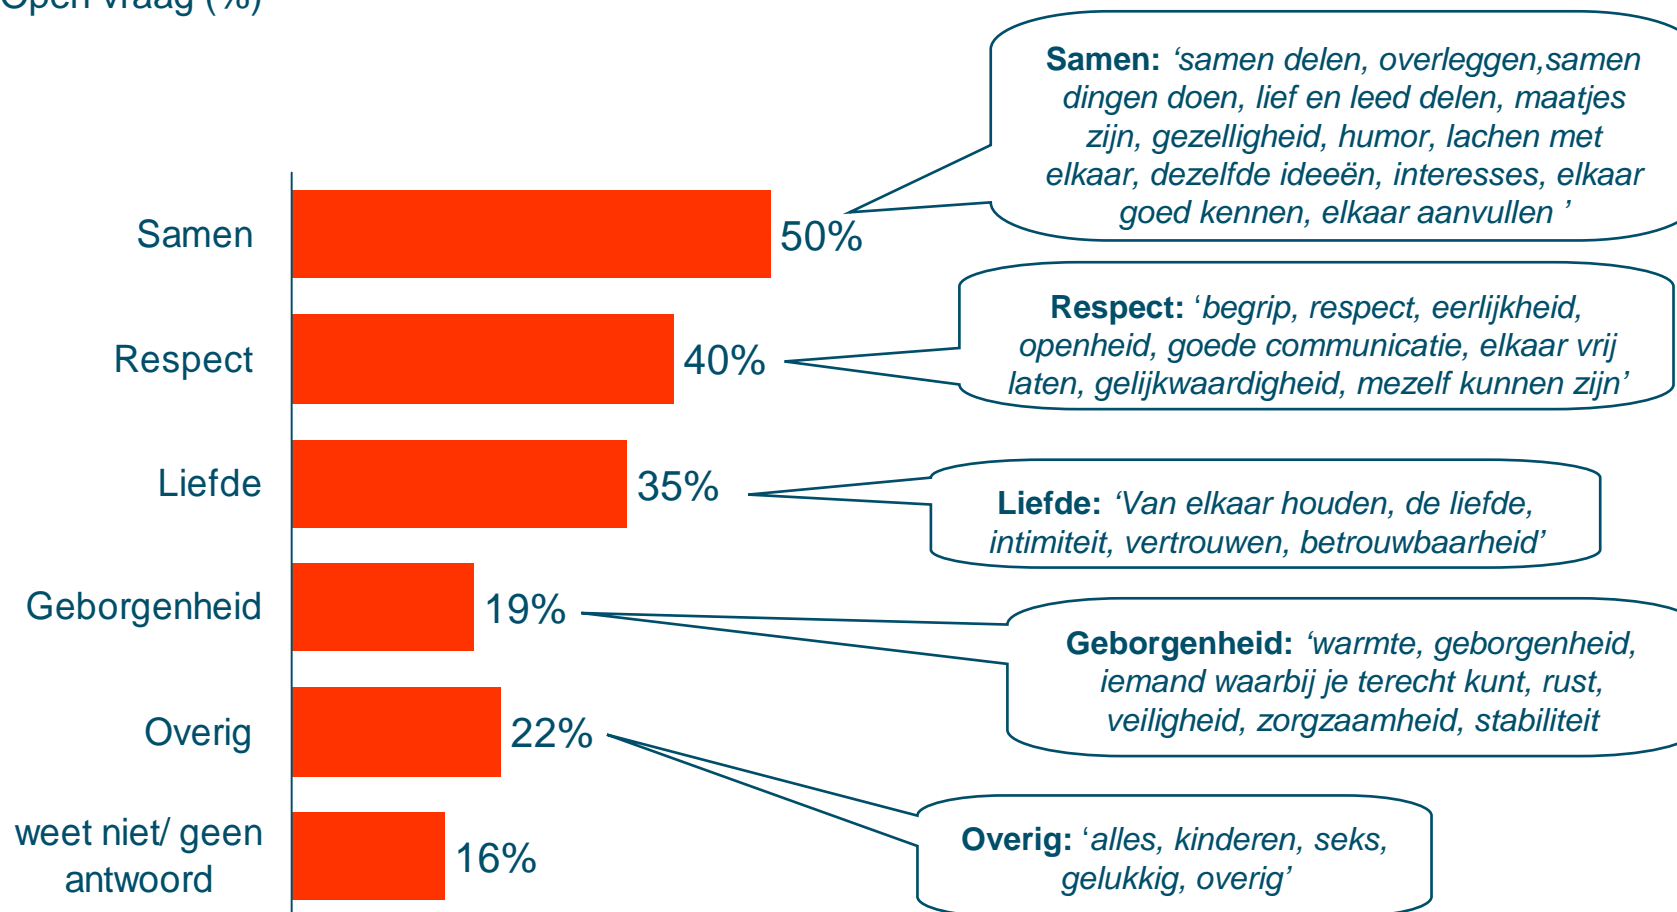 Open vraag (%)
Samen: ‘samen delen, overleggen,samen
dingen doen, lief en leed delen, maatjes
zijn, gezelligheid, humor, lachen met
elkaar, dezelfde ideeën, interesses, elkaar
goed kennen, elkaar aanvullen ’
Samen
50%
Respect: ‘begrip, respect, eerlijkheid,
openheid, goede communicatie, elkaar vrij
laten, gelijkwaardigheid, mezelf kunnen zijn’
Respect
40%
Liefde
35%
Liefde: ‘Van elkaar houden, de liefde,
intimiteit, vertrouwen, betrouwbaarheid’
Geborgenheid
19%
Geborgenheid: ‘warmte, geborgenheid,
iemand waarbij je terecht kunt, rust,
veiligheid, zorgzaamheid, stabiliteit
Overig
22%
Overig: ‘alles, kinderen, seks,
gelukkig, overig’
weet niet/ geen
antwoord
16%